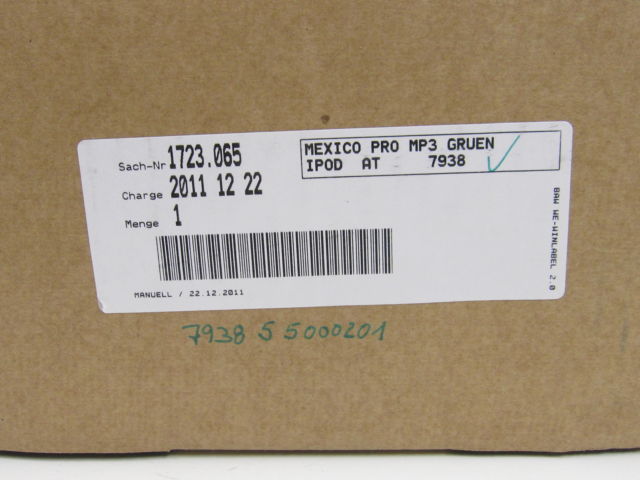 Sach-Nr 1723.065
MEXICO PRO MP3 GRUEN
IPOD AT 7938
Charge 2011 12 22
Menge 1
MANUELL / 22.12.2011
BAW WE-WINLABEL 2.0
7938 5 5000201